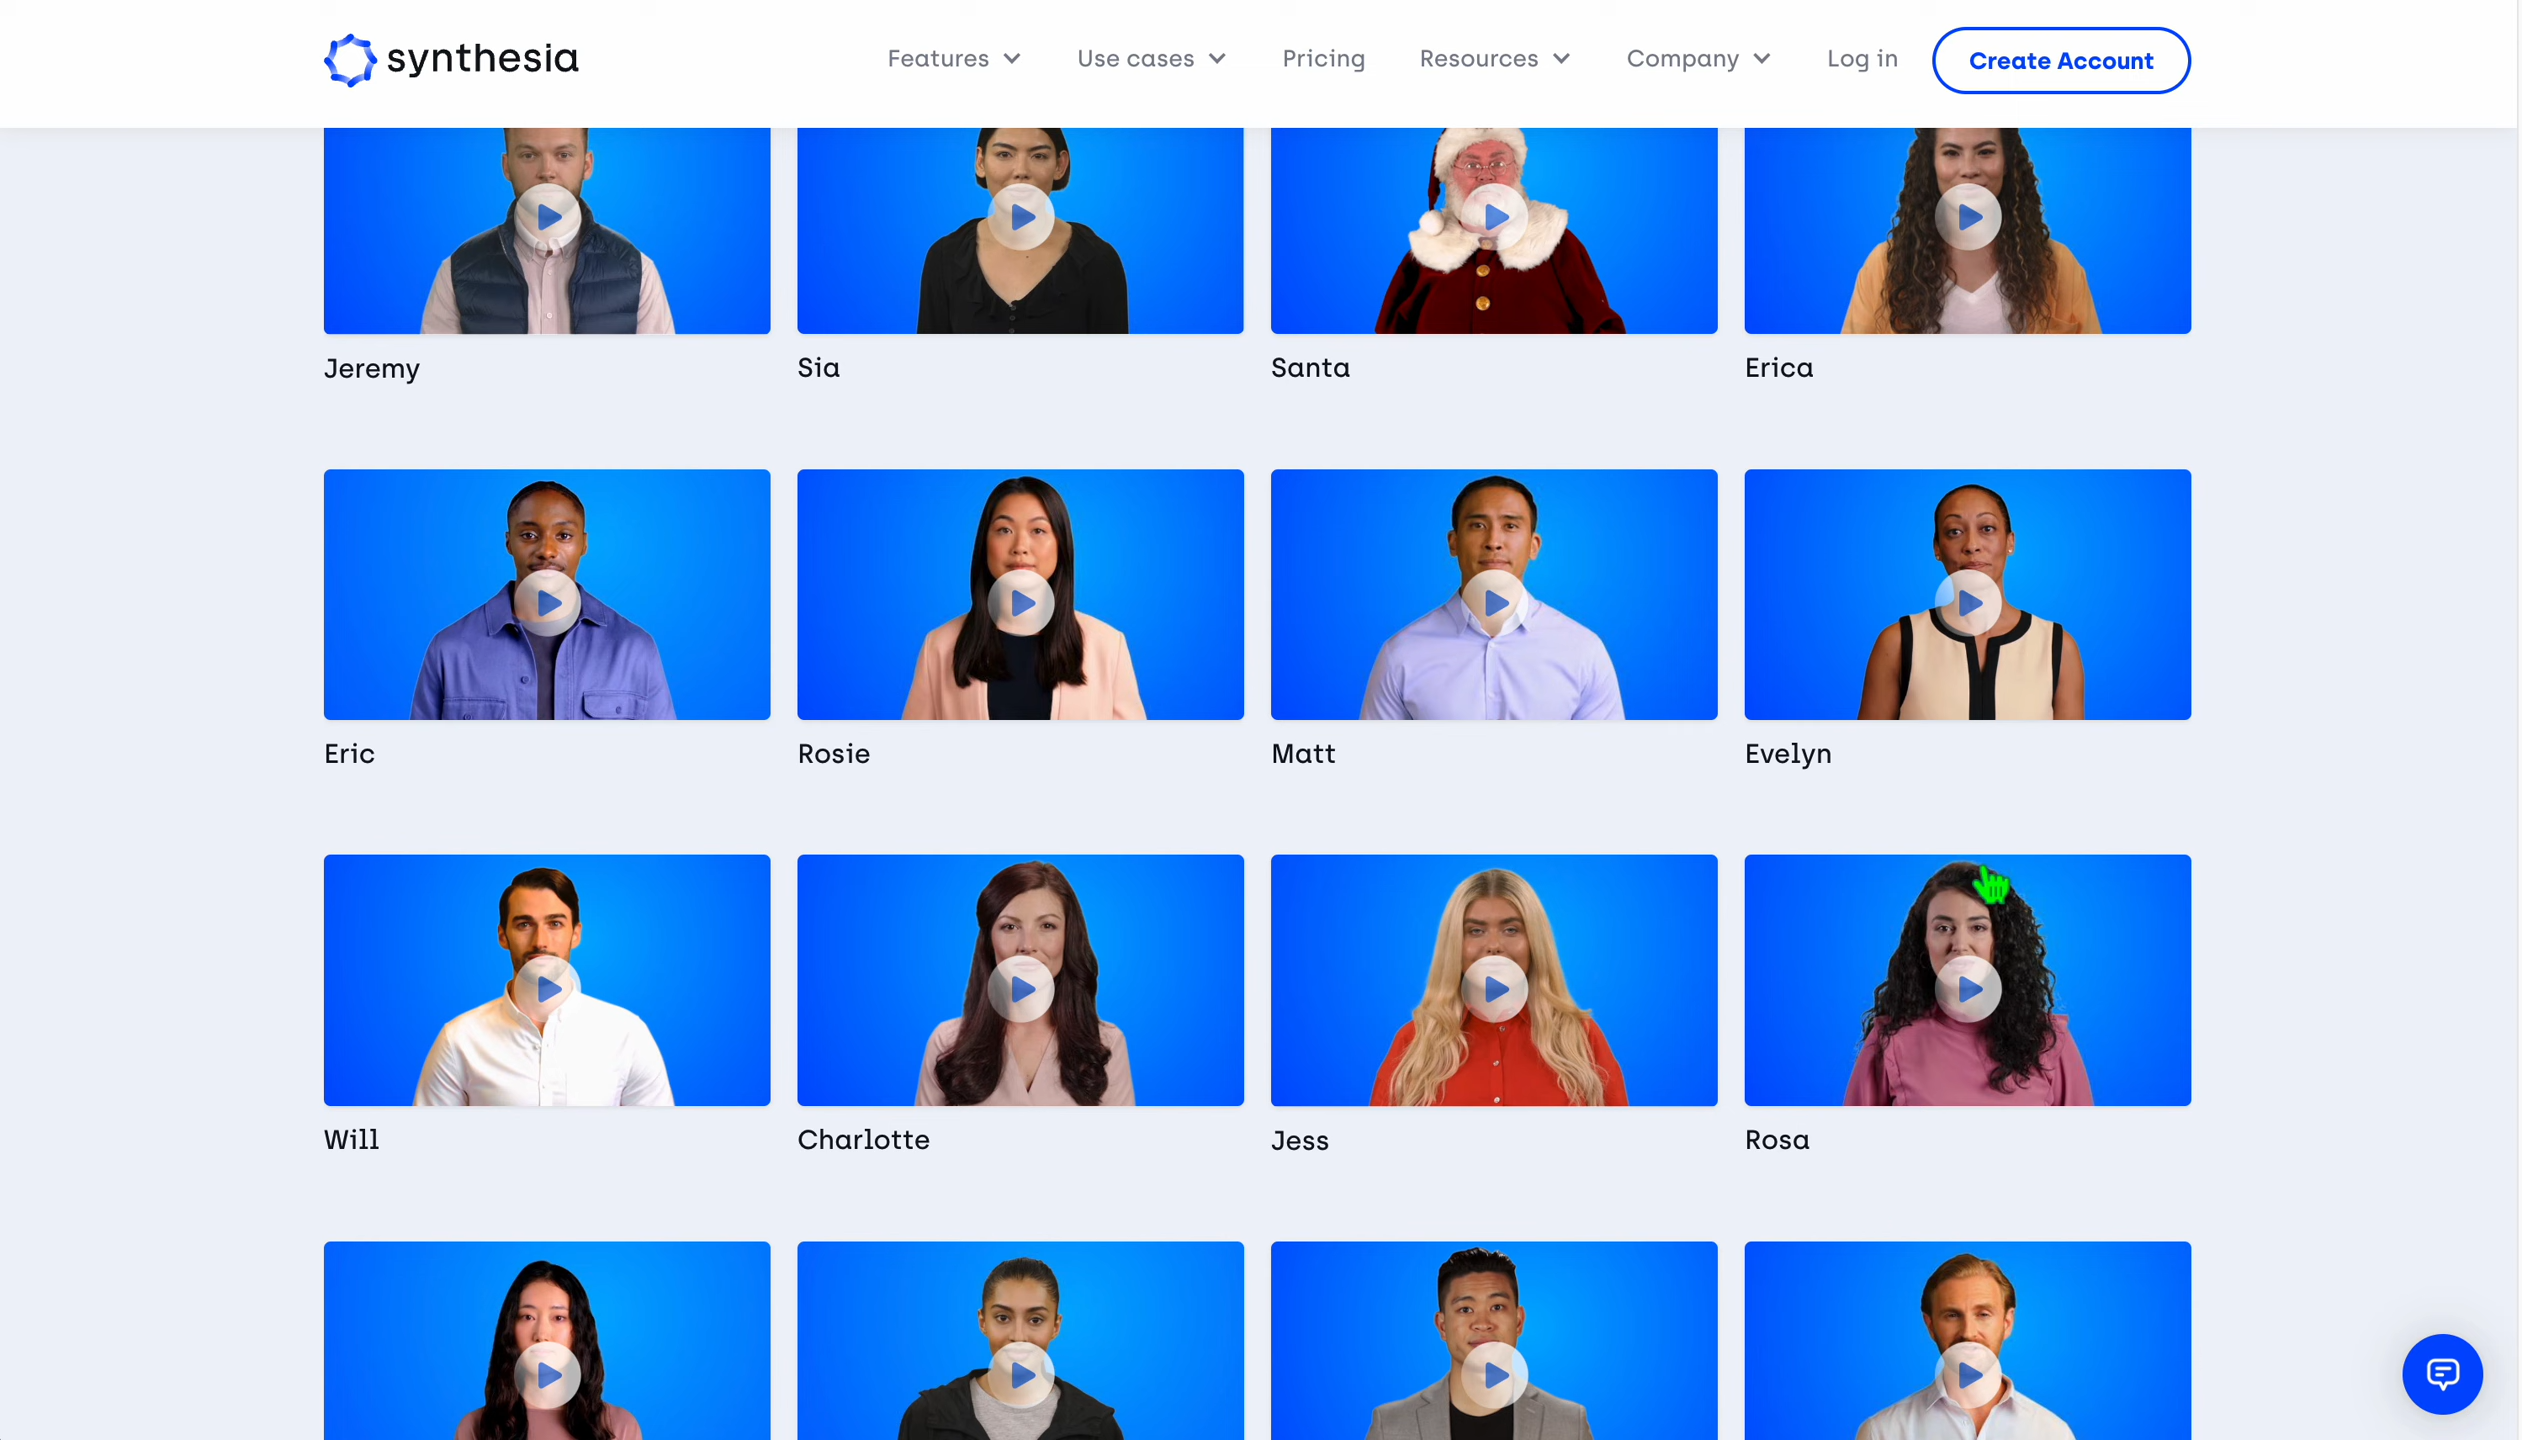 synthesia
Features
Use cases
Pricing
Resources
Company
Log in
Create Account
Jeremy
Sia
Santa
Erica
Eric
Rosie
Matt
Evelyn
Will
Charlotte
Jess
Rosa